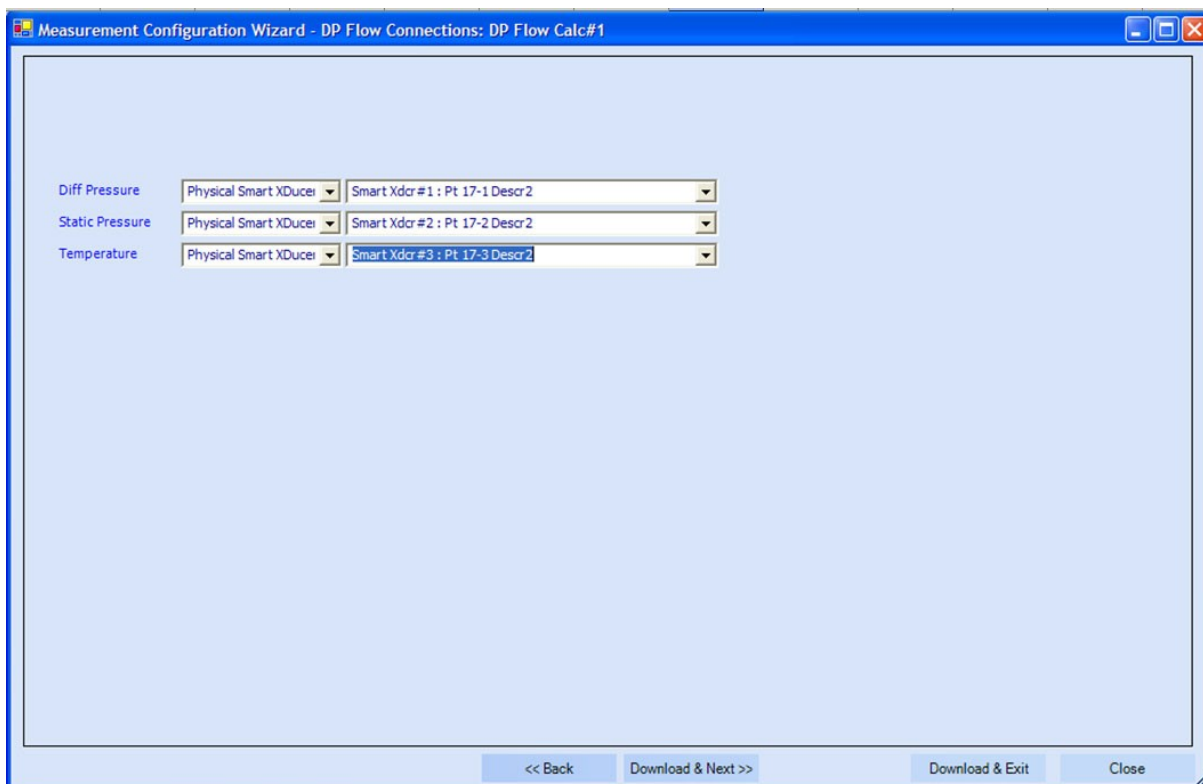 Measurement Configuration Wizard - DP Flow Connections: DP Flow Calc#1
Diff Pressure Physical Smart XDucer Smart Xdcr#1 : Pt 17-1 Descr2
Static Pressure Physical Smart XDucer Smart Xdcr#2 : Pt 17-2 Descr2
Temperature Physical Smart XDucer Smart Xdcr#3 : Pt 17-3 Descr2
<< Back Download & Next >> Download & Exit Close